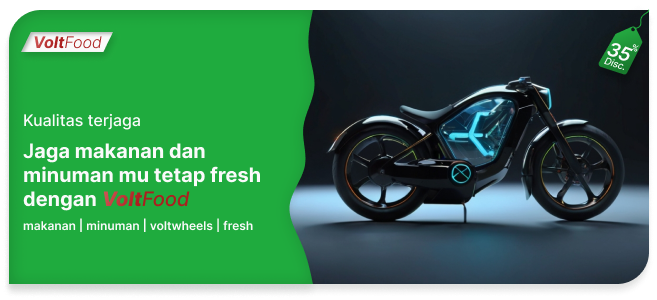 VoltFood
35%
Disc.
Kualitas terjaga
Jaga makanan dan
minuman mu tetap fresh
dengan VoltFood
makanan | minuman | voltwheels | fresh